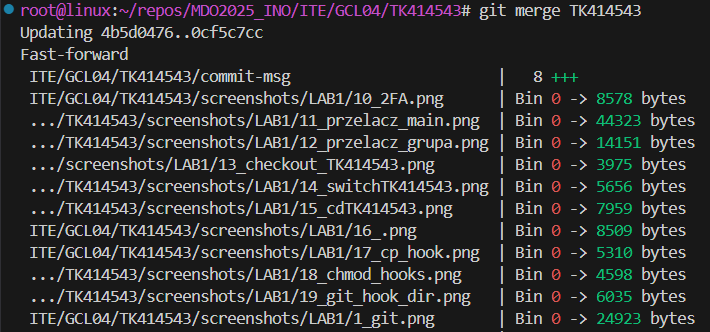 root@linux:~/repos/MDO2025_INO/ITE/GCL04/TK414543# git merge TK414543
Updating 4b5d0476..0cf5c7cc
Fast-forward
 ITE/GCL04/TK414543/commit-msg                      |   8 +++
 ITE/GCL04/TK414543/screenshots/LAB1/10_2FA.png     | Bin 0 -> 8578 bytes
 .../TK414543/screenshots/LAB1/11_przelacz_main.png | Bin 0 -> 44323 bytes
 .../TK414543/screenshots/LAB1/12_przelacz_grupa.png | Bin 0 -> 14151 bytes
 .../screenshots/LAB1/13_checkout_TK414543.png      | Bin 0 -> 3975 bytes
 .../TK414543/screenshots/LAB1/14_switchTK414543.png | Bin 0 -> 5656 bytes
 .../TK414543/screenshots/LAB1/15_cdTK414543.png    | Bin 0 -> 7959 bytes
 ITE/GCL04/TK414543/screenshots/LAB1/16_.png        | Bin 0 -> 8509 bytes
 ITE/GCL04/TK414543/screenshots/LAB1/17_cp_hook.png | Bin 0 -> 5310 bytes
 .../TK414543/screenshots/LAB1/18_chmod_hooks.png   | Bin 0 -> 4598 bytes
 .../TK414543/screenshots/LAB1/19_git_hook_dir.png  | Bin 0 -> 6035 bytes
 ITE/GCL04/TK414543/screenshots/LAB1/1_git.png      | Bin 0 -> 24923 bytes